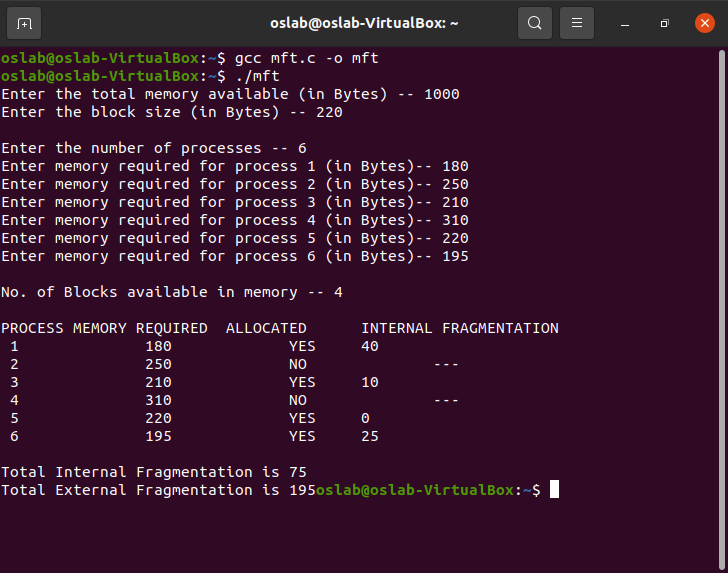 oslab@oslab-VirtualBox: ~
oslab@oslab-VirtualBox:~$ gcc mft.c -o mft
oslab@oslab-VirtualBox:~$ ./mft
Enter the total memory available (in Bytes) -- 1000
Enter the block size (in Bytes) -- 220
Enter the number of processes -- 6
Enter memory required for process 1 (in Bytes)-- 180
Enter memory required for process 2 (in Bytes)-- 250
Enter memory required for process 3 (in Bytes)-- 210
Enter memory required for process 4 (in Bytes)-- 310
Enter memory required for process 5 (in Bytes)-- 220
Enter memory required for process 6 (in Bytes)-- 195
No. of Blocks available in memory -- 4
PROCESS MEMORY REQUIRED  ALLOCATED      INTERNAL FRAGMENTATION
1              180             YES     40
2              250             NO              ---
3              210             YES     10
4              310             NO              ---
5              220             YES     0
6              195             YES     25
Total Internal Fragmentation is 75
Total External Fragmentation is 195oslab@oslab-VirtualBox:~$